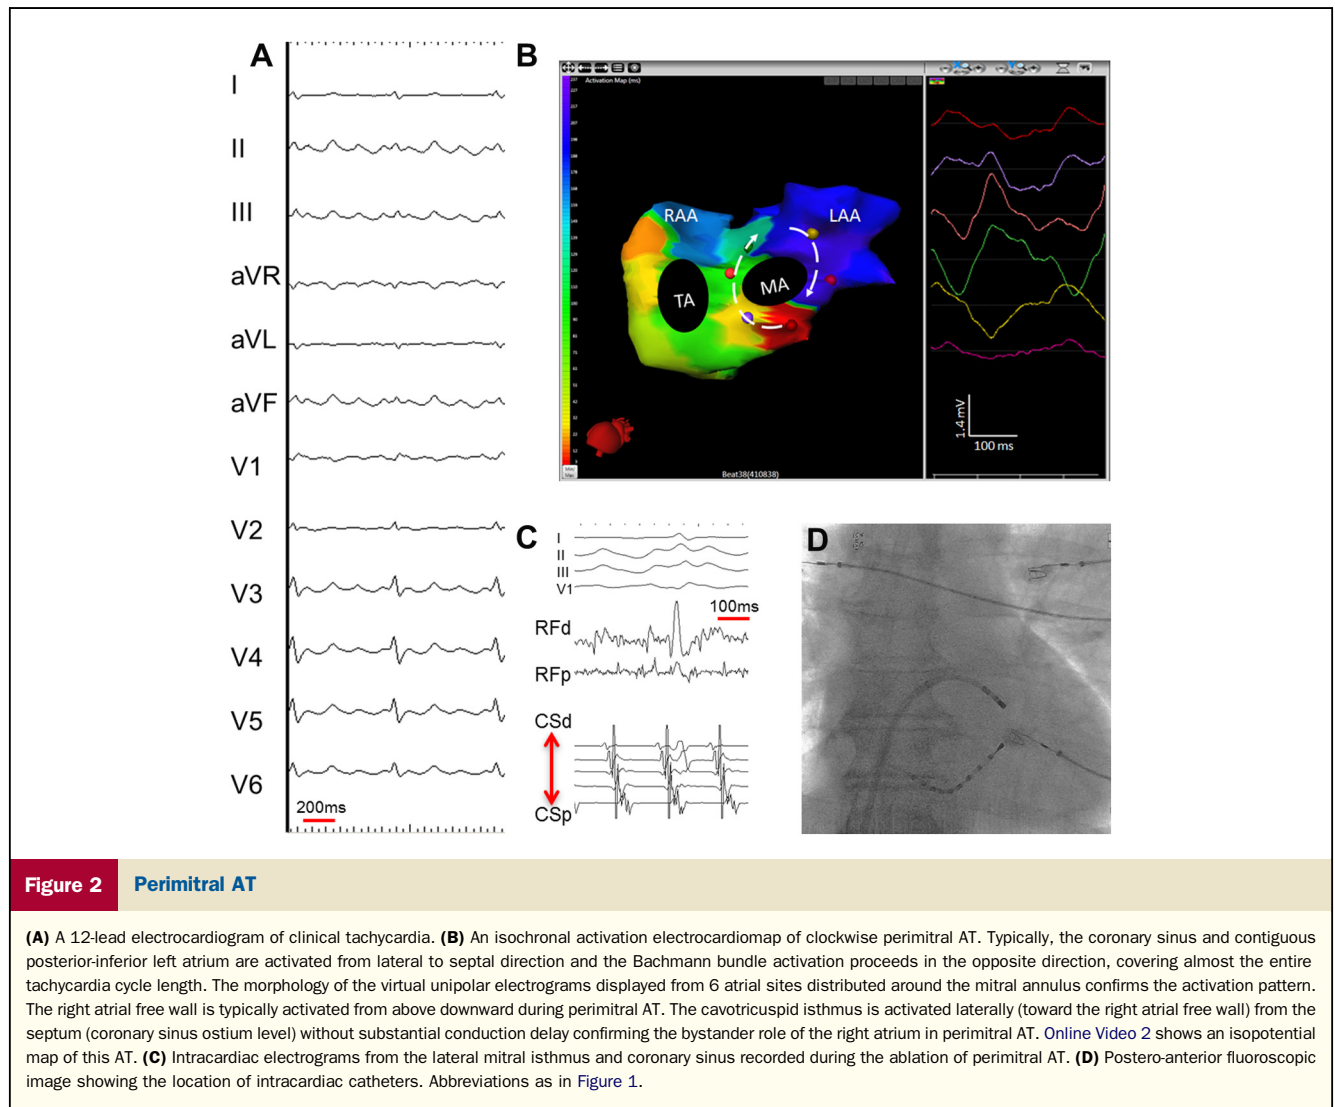 A
I
II
III
aVR
aVL
aVF
V1
V2
V3
V4
V5
V6
200ms
B
Activation Map (ms)
RAA
LAA
TA
MA
Beat38(410838)
1.4 mV
100 ms
C
I
II
III
V1
100ms
RFd
RFp
CSd
CSp
D
Figure 2 Perimitral AT
(A) A 12-lead electrocardiogram of clinical tachycardia. (B) An isochronal activation electrocardiomap of clockwise perimitral AT. Typically, the coronary sinus and contiguous
posterior-inferior left atrium are activated from lateral to septal direction and the Bachmann bundle activation proceeds in the opposite direction, covering almost the entire
tachycardia cycle length. The morphology of the virtual unipolar electrograms displayed from 6 atrial sites distributed around the mitral annulus confirms the activation pattern.
The right atrial free wall is typically activated from above downward during perimitral AT. The cavotricuspid isthmus is activated laterally (toward the right atrial free wall) from the
septum (coronary sinus ostium level) without substantial conduction delay confirming the bystander role of the right atrium in perimitral AT. Online Video 2 shows an isopotential
map of this AT. (C) Intracardiac electrograms from the lateral mitral isthmus and coronary sinus recorded during the ablation of perimitral AT. (D) Postero-anterior fluoroscopic
image showing the location of intracardiac catheters. Abbreviations as in Figure 1.